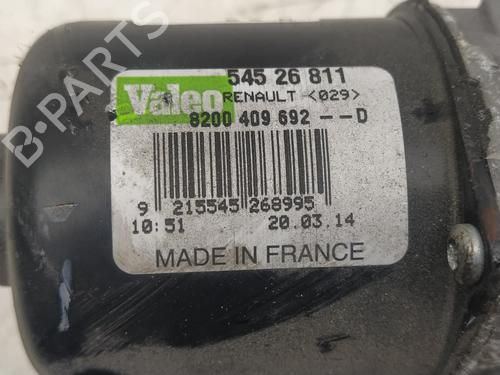 545 26 811
Valeo RENAULT <029>
8200 409 692 --D
9 215545 268995
10:51 20.03.14
MADE IN FRANCE
B-PARTS